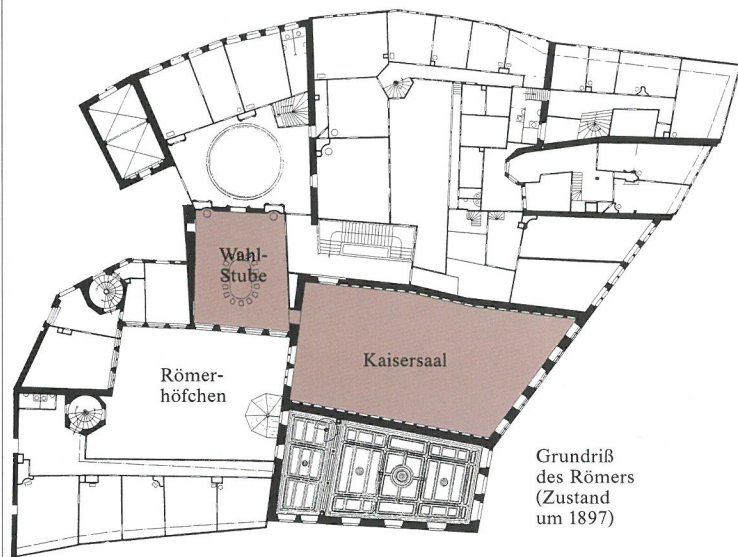 Wahl-
Stube
Kaisersaal
Römer-
höfchen
Grundriß
des Römers
(Zustand
um 1897)